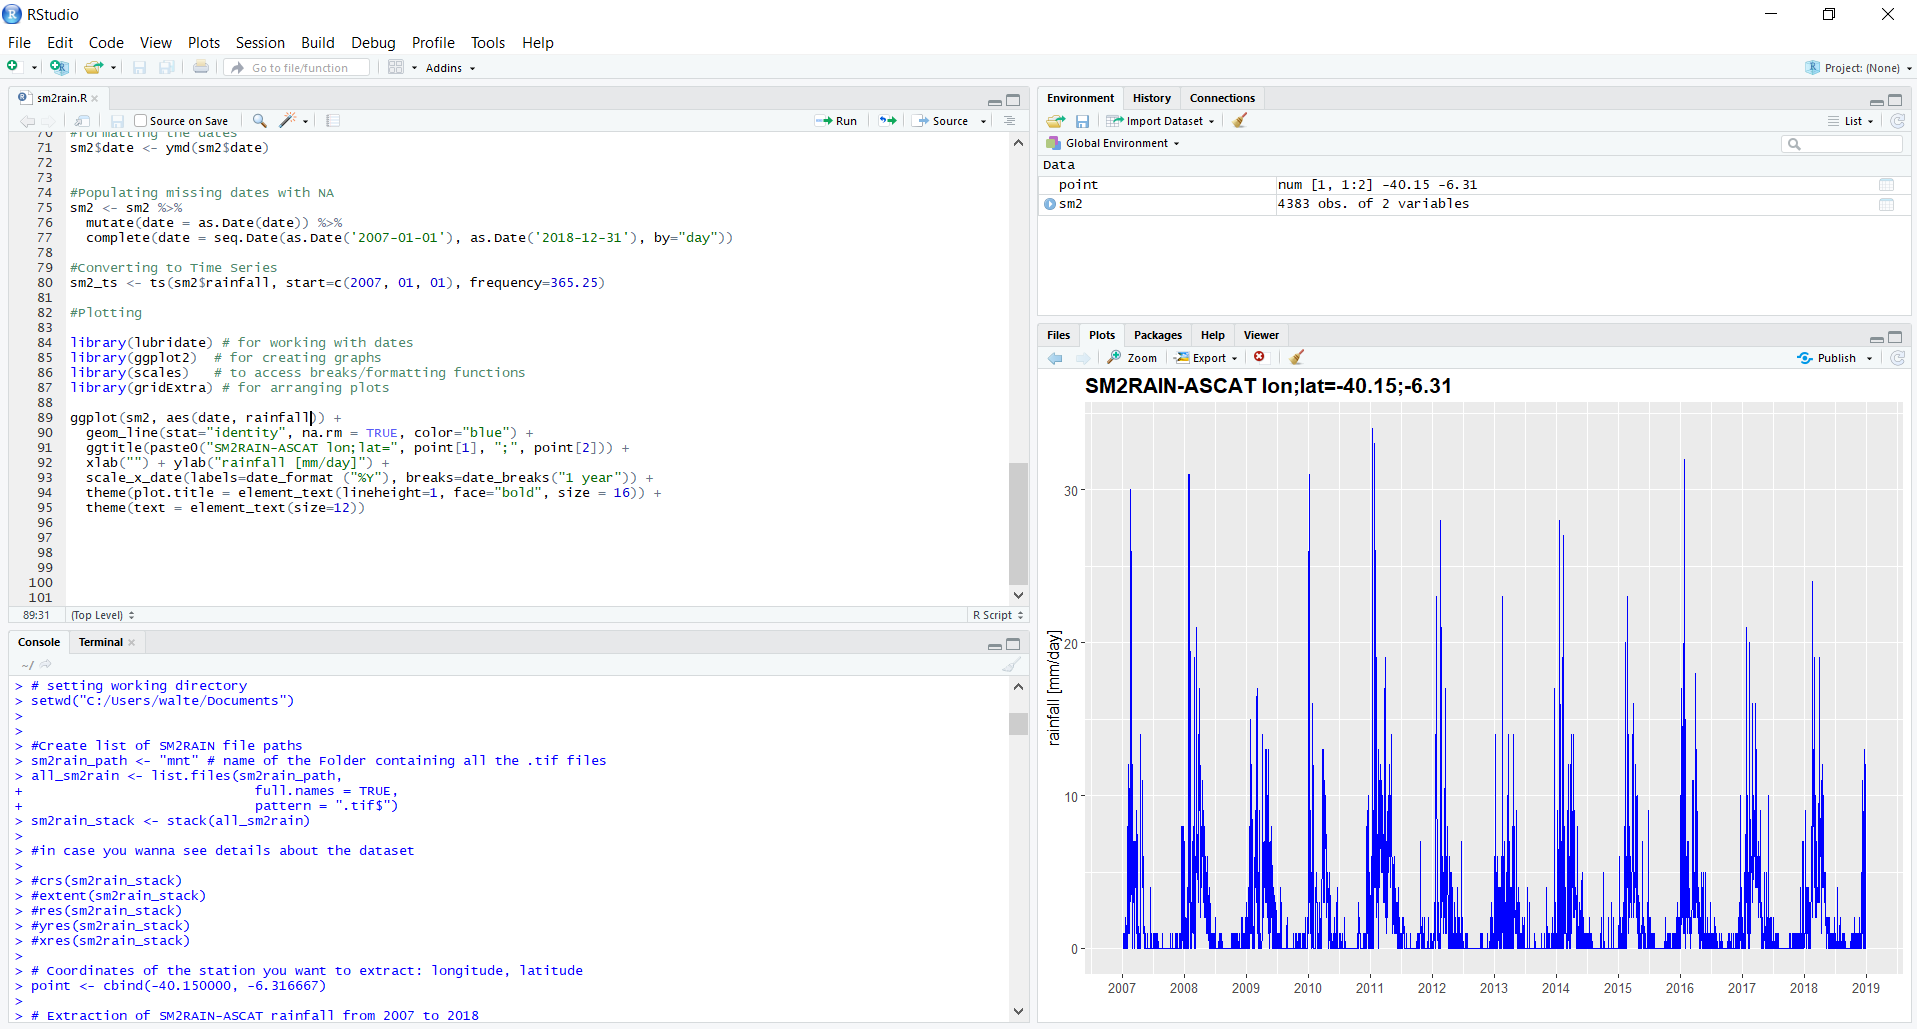 RStudio
File Edit Code View Plots Session Build Debug Profile Tools Help
Go to file/function Addins Project: (None)
sm2rain.R
Source on Save Run Source
70 #formatting the dates
71 sm2$date <- ymd(sm2$date)
72
73
74 #Populating missing dates with NA
75 sm2 <- sm2 %>%
76 mutate(date = as.Date(date)) %>%
77 complete(date = seq.Date(as.Date('2007-01-01'), as.Date('2018-12-31'), by="day"))
78
79 #Converting to Time Series
80 sm2_ts <- ts(sm2$rainfall, start=c(2007, 01, 01), frequency=365.25)
81
82 #Plotting
83
84 library(lubridate) # for working with dates
85 library(ggplot2) # for creating graphs
86 library(scales) # to access breaks/formatting functions
87 library(gridExtra) # for arranging plots
88
89 ggplot(sm2, aes(date, rainfall)) +
90 geom_line(stat="identity", na.rm = TRUE, color="blue") +
91 ggtitle(paste0("SM2RAIN-ASCAT lon;lat=", point[1], ";", point[2])) +
92 xlab("") + ylab("rainfall [mm/day]") +
93 scale_x_date(labels=date_format ("%Y"), breaks=date_breaks("1 year")) +
94 theme(plot.title = element_text(lineheight=1, face="bold", size = 16)) +
95 theme(text = element_text(size=12))
96
97
98
99
100
101
89:31 (Top Level) R Script
Console Terminal
~/
> # setting working directory
> setwd("C:/Users/walte/Documents")
>
>
> #Create list of SM2RAIN file paths
> sm2rain_path <- "mnt" # name of the Folder containing all the .tif files
> all_sm2rain <- list.files(sm2rain_path,
+ full.names = TRUE,
+ pattern = ".tif$")
> sm2rain_stack <- stack(all_sm2rain)
>
> #in case you wanna see details about the dataset
>
> #crs(sm2rain_stack)
> #extent(sm2rain_stack)
> #res(sm2rain_stack)
> #yres(sm2rain_stack)
> #xres(sm2rain_stack)
>
> # Coordinates of the station you want to extract: longitude, latitude
> point <- cbind(-40.150000, -6.316667)
>
> # Extraction of SM2RAIN-ASCAT rainfall from 2007 to 2018
Environment History Connections
Import Dataset List
Global Environment
Data
point num [1, 1:2] -40.15 -6.31
sm2 4383 obs. of 2 variables
Files Plots Packages Help Viewer
Zoom Export Publish
SM2RAIN-ASCAT lon;lat=-40.15;-6.31
rainfall [mm/day]
30
20
10
0
2007 2008 2009 2010 2011 2012 2013 2014 2015 2016 2017 2018 2019